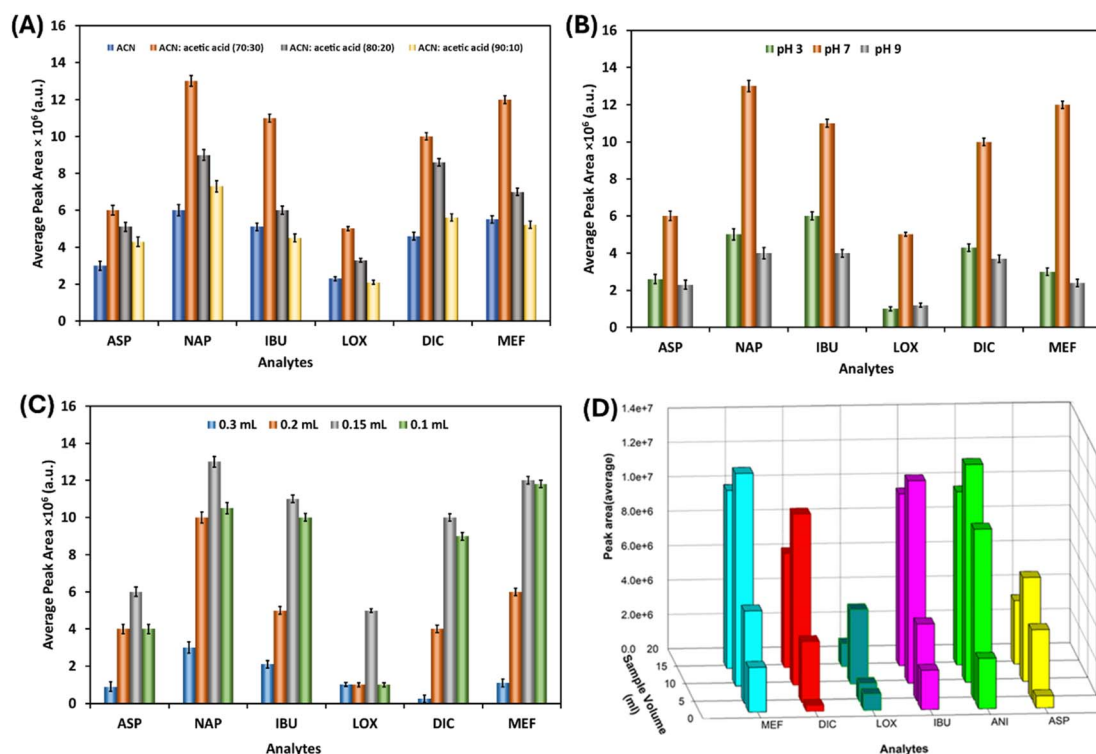 (A)
16
14
12
10
8
6
4
2
0
Average Peak Area × 10⁶ (a.u.)
ACN ACN: acetic acid (70:30) ACN: acetic acid (80:20) ACN: acetic acid (90:10)
ASP NAP IBU LOX DIC MEF
Analytes
(B)
16
14
12
10
8
6
4
2
0
Average Peak Area ×10⁶ (a.u.)
pH 3 pH 7 pH 9
ASP NAP IBU LOX DIC MEF
Analytes
(C)
16
14
12
10
8
6
4
2
0
Average Peak Area ×10⁶ (a.u.)
0.3 mL 0.2 mL 0.15 mL 0.1 mL
ASP NAP IBU LOX DIC MEF
Analytes
(D)
1.4e+7
1.2e+7
1.0e+7
8.0e+6
6.0e+6
4.0e+6
2.0e+6
0.0
Peak area(average)
20
15
10
5
0
Sample Volume
(ml)
MEF DIC LOX IBU ANI ASP
Analytes